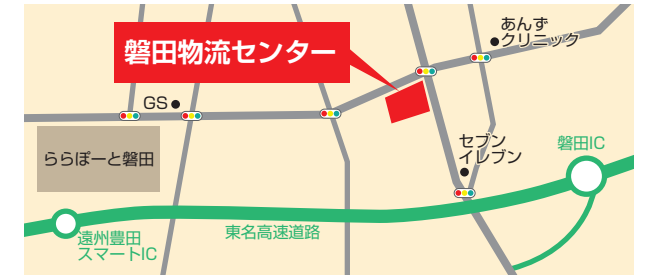 あんず
クリニック
磐田物流センター
GS
ららぽーと磐田
セブン
イレブン
磐田IC
遠州豊田
スマートIC
東名高速道路